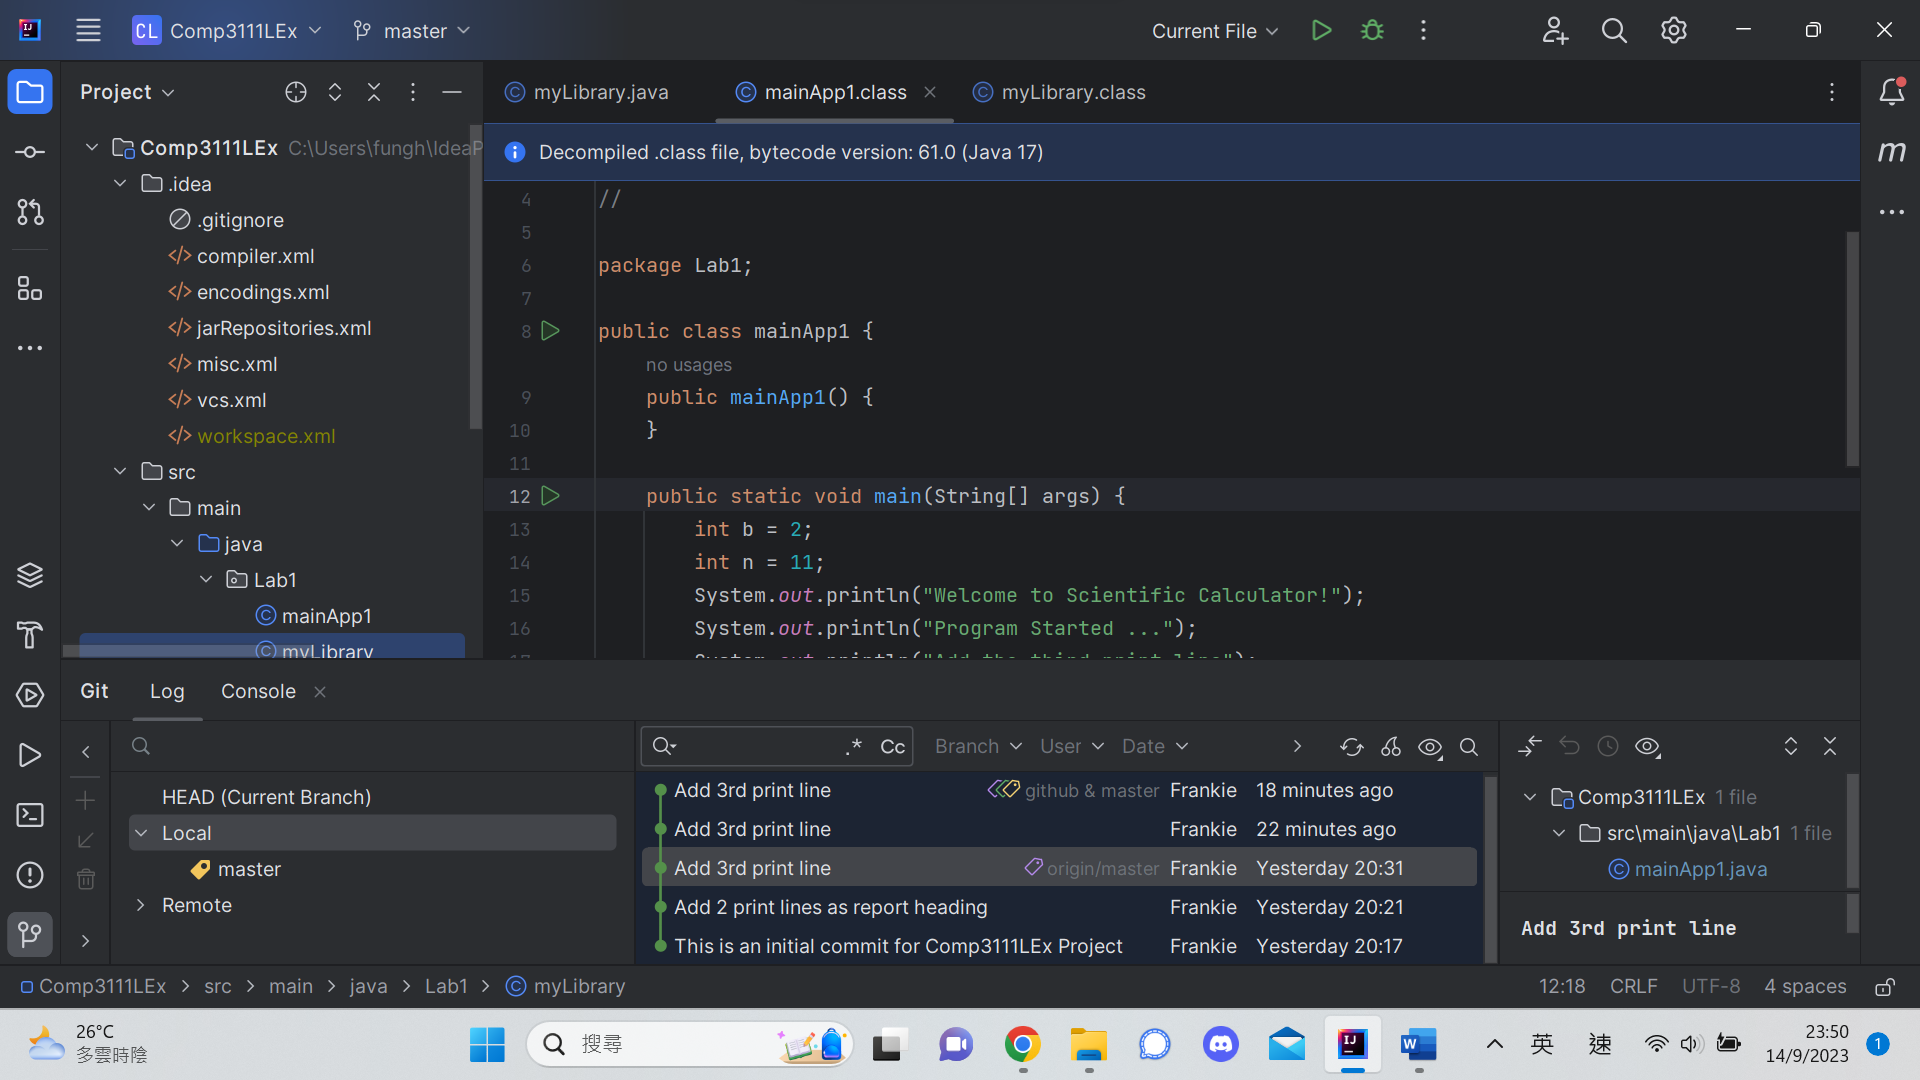 CL Comp3111LEx master Current File
Project
myLibrary.java mainApp1.class myLibrary.class
m
Decompiled .class file, bytecode version: 61.0 (Java 17)
Comp3111LEx C:\Users\fungh\IdeaP
.idea
.gitignore
compiler.xml
encodings.xml
jarRepositories.xml
misc.xml
vcs.xml
workspace.xml
src
main
java
Lab1
mainApp1
myLibrary
4 //
5
6 package Lab1;
7
8 public class mainApp1 {
no usages
9 public mainApp1() {
10 }
11
12 public static void main(String[] args) {
13 int b = 2;
14 int n = 11;
15 System.out.println("Welcome to Scientific Calculator!");
16 System.out.println("Program Started ...");
17 System.out.println("Add the third print line");
Git Log Console
.* Cc Branch User Date
HEAD (Current Branch)
Local
master
Remote
Add 3rd print line github & master Frankie 18 minutes ago
Add 3rd print line Frankie 22 minutes ago
Add 3rd print line origin/master Frankie Yesterday 20:31
Add 2 print lines as report heading Frankie Yesterday 20:21
This is an initial commit for Comp3111LEx Project Frankie Yesterday 20:17
Comp3111LEx 1 file
src\main\java\Lab1 1 file
mainApp1.java
Add 3rd print line
Comp3111LEx > src > main > java > Lab1 > myLibrary 12:18 CRLF UTF-8 4 spaces
26°C
多雲時陰
搜尋
英 速
23:50
14/9/2023
1